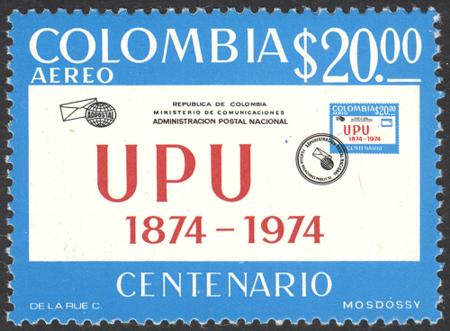 COLOMBIA $20.00
AEREO
ADPOSTAL
REPUBLICA DE COLOMBIA
MINISTERIO DE COMUNICACIONES
ADMINISTRACION POSTAL NACIONAL
COLOMBIA $20.00
UPU
1874-1974
CENTENARIO
UPU
1874-1974
CENTENARIO
DE LA RUE C.
MOSDÓSSY